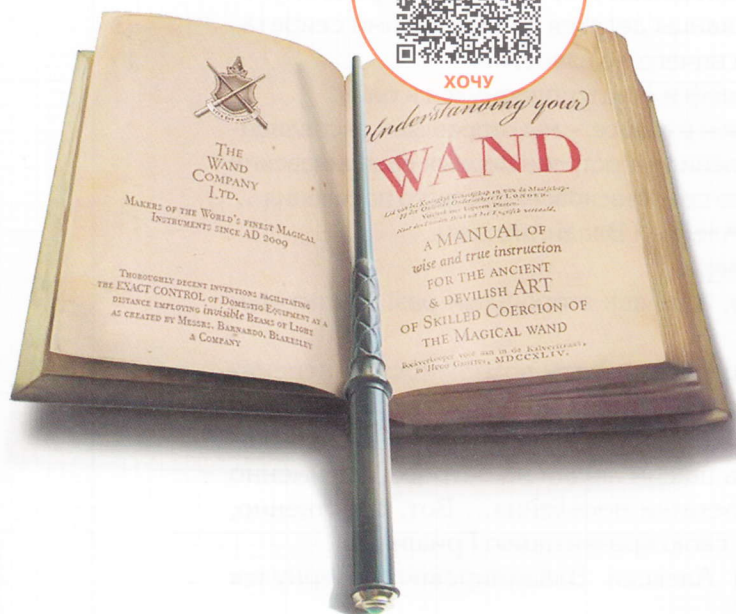 ХОЧУ
THE
WAND
COMPANY
LTD.
MAKERS OF THE WORLD'S FINEST MAGICAL
INSTRUMENTS SINCE AD 2009
THOROUGHLY DECENT INVENTIONS FACILITATING
THE EXACT CONTROL OF DOMESTIC EQUIPMENT AT A
DISTANCE EMPLOYING invisible BEAMS OF LIGHT
AS CREATED BY MESSRS. BARNARDO, BLAKESLEY
& COMPANY
Understanding your
WAND
A MANUAL OF
wise and true instruction
FOR THE ANCIENT
& DEVILISH ART
OF SKILLED COERCION OF
THE MAGICAL WAND
MDCCXLIV.